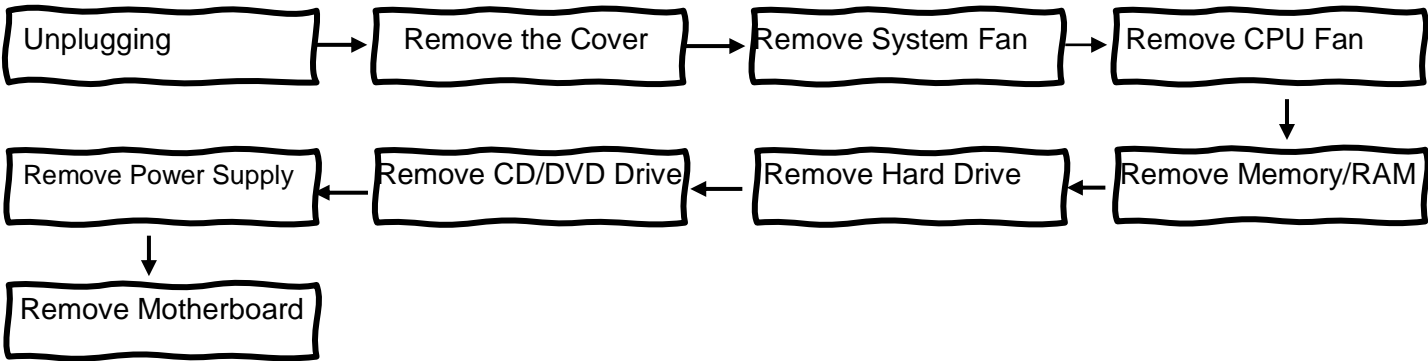 Unplugging
Remove the Cover
Remove System Fan
Remove CPU Fan
Remove Memory/RAM
Remove Hard Drive
Remove CD/DVD Drive
Remove Power Supply
Remove Motherboard